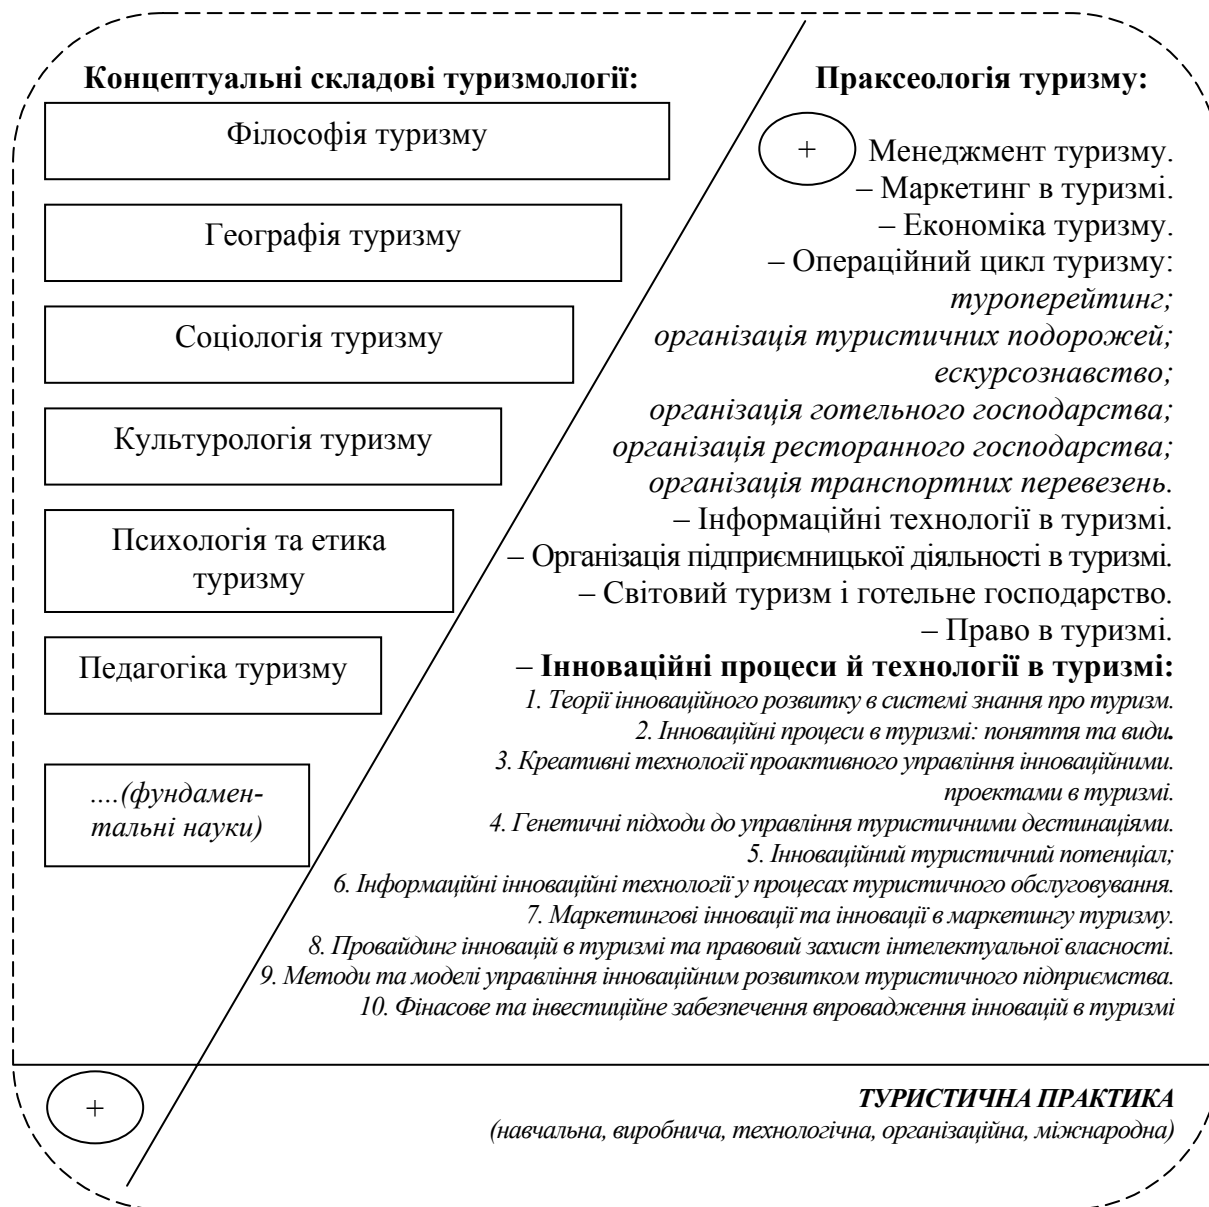 Концептуальні складові туризмології:
Філософія туризму
Географія туризму
Соціологія туризму
Культурологія туризму
Психологія та етика
туризму
Педагогіка туризму
....(фундамен-
тальні науки)
Праксеологія туризму:
+
Менеджмент туризму.
– Маркетинг в туризмі.
– Економіка туризму.
– Операційний цикл туризму:
туроперейтинг;
організація туристичних подорожей;
ескурсознавство;
організація готельного господарства;
організація ресторанного господарства;
організація транспортних перевезень.
– Інформаційні технології в туризмі.
– Організація підприємницької діяльності в туризмі.
– Світовий туризм і готельне господарство.
– Право в туризмі.
– Інноваційні процеси й технології в туризмі:
1. Теорії інноваційного розвитку в системі знання про туризм.
2. Інноваційні процеси в туризмі: поняття та види.
3. Креативні технології проактивного управління інноваційними.
проектами в туризмі.
4. Генетичні підходи до управління туристичними дестинаціями.
5. Інноваційний туристичний потенціал;
6. Інформаційні інноваційні технології у процесах туристичного обслуговування.
7. Маркетингові інновації та інновації в маркетингу туризму.
8. Провайдинг інновацій в туризмі та правовий захист інтелектуальної власності.
9. Методи та моделі управління інноваційним розвитком туристичного підприємства.
10. Фінасове та інвестиційне забезпечення впровадження інновацій в туризмі
+
ТУРИСТИЧНА ПРАКТИКА
(навчальна, виробнича, технологічна, організаційна, міжнародна)